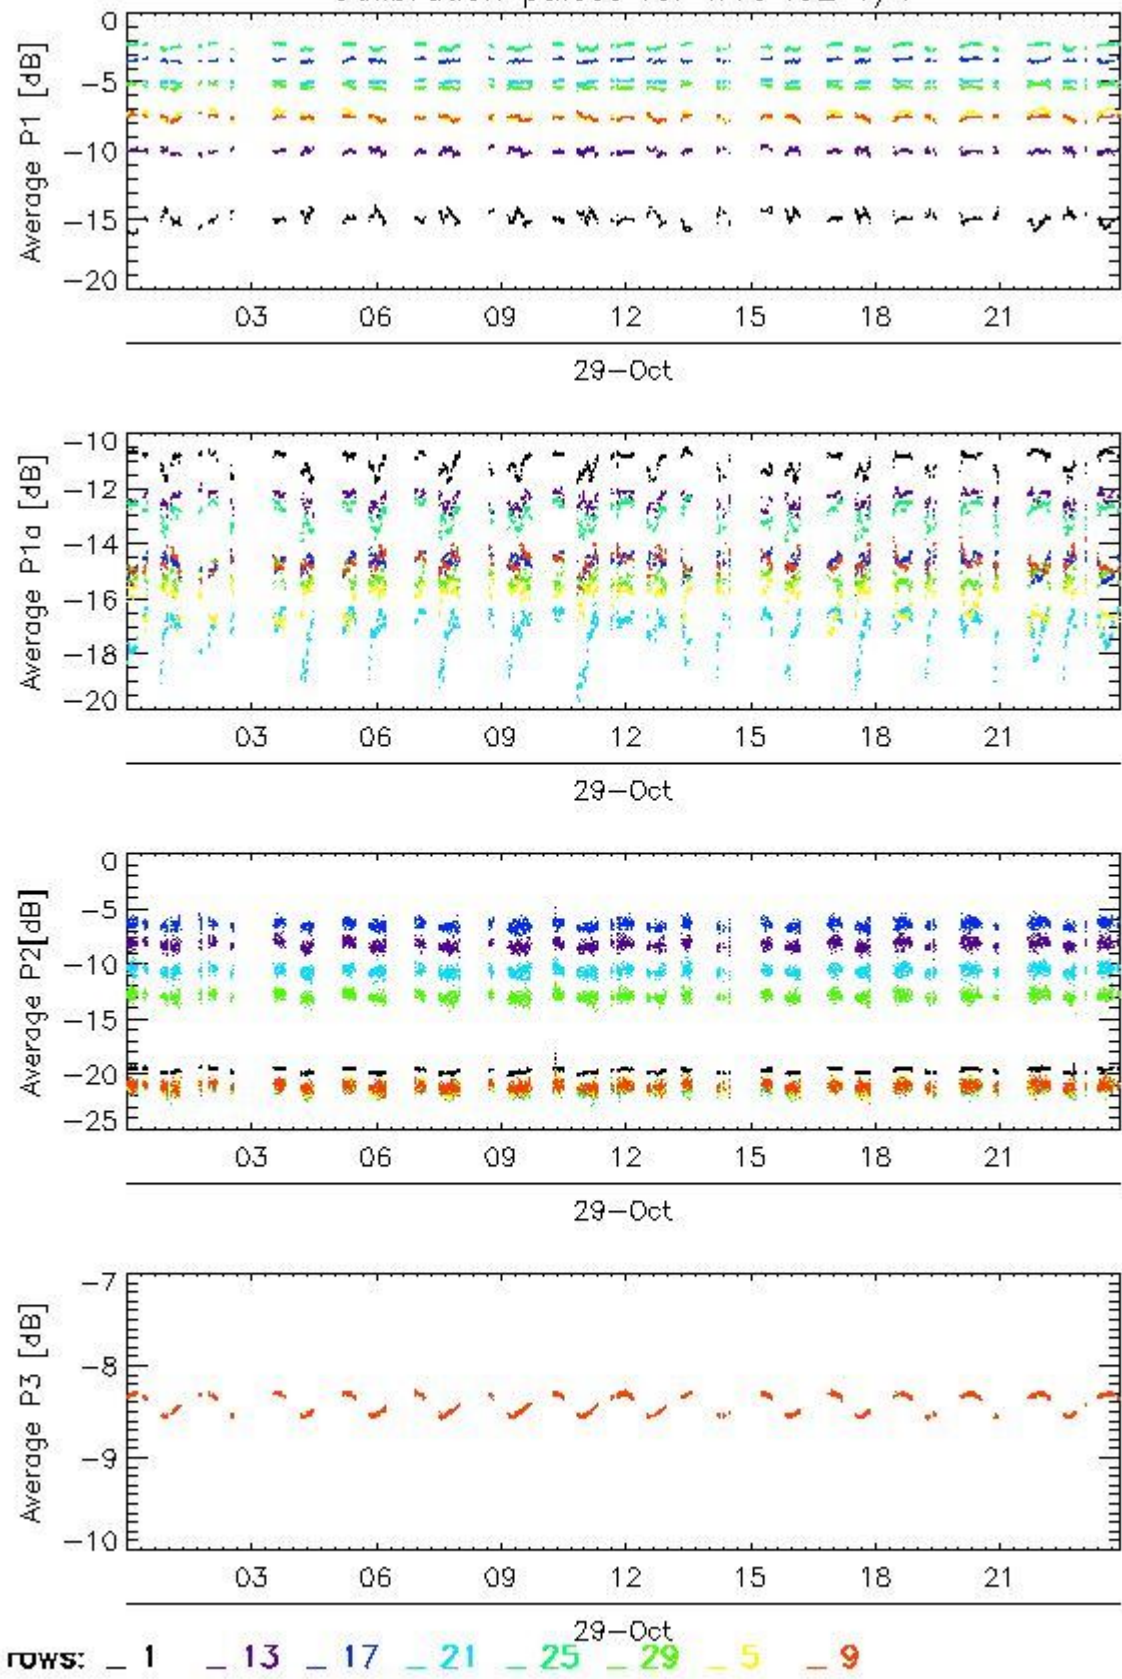 0
−5
−10
−15
−20
Average P1 [dB]
03 06 09 12 15 18 21
29−Oct
−10
−12
−14
−16
−18
−20
Average P1a [dB]
03 06 09 12 15 18 21
29−Oct
0
−5
−10
−15
−20
−25
Average P2[dB]
03 06 09 12 15 18 21
29−Oct
−7
−8
−9
−10
Average P3 [dB]
03 06 09 12 15 18 21
29−Oct
rows: _ 1 _ 13 _ 17 _ 21 _ 25 _ 29 _ 5 _ 9